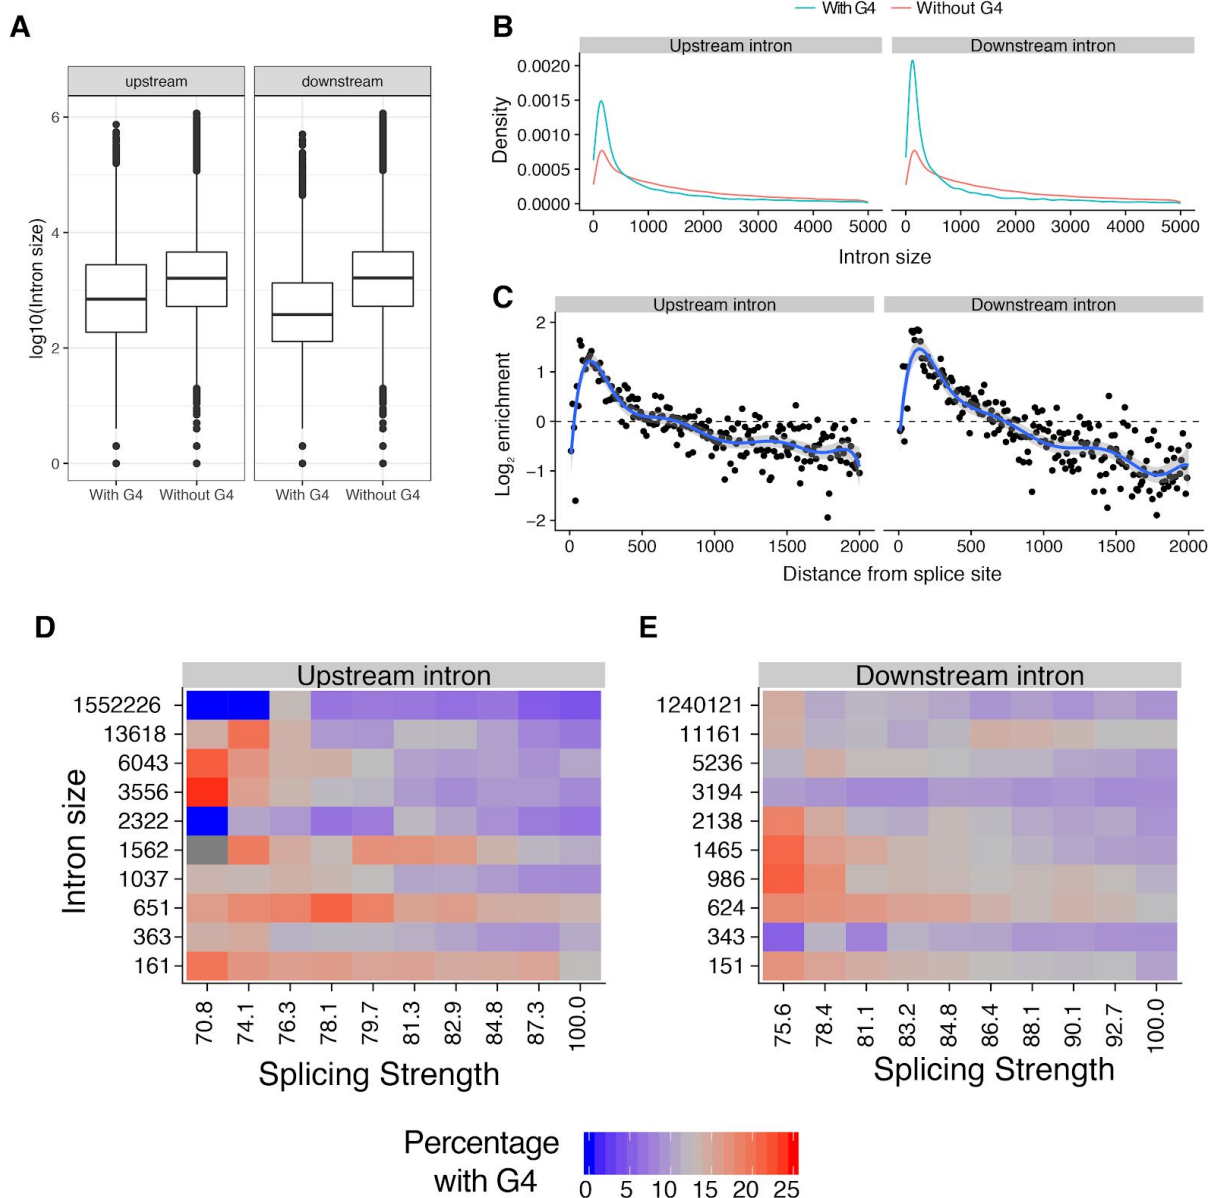 A
upstream
downstream
log10(Intron size)
6
4
2
0
With G4
Without G4
With G4
Without G4
B
With G4
Without G4
Upstream intron
Downstream intron
Density
0.0020
0.0015
0.0010
0.0005
0.0000
0 1000 2000 3000 4000 5000
0 1000 2000 3000 4000 5000
Intron size
C
Upstream intron
Downstream intron
Log2 enrichment
2
1
0
−1
−2
0 500 1000 1500 2000
0 500 1000 1500 2000
Distance from splice site
D
Upstream intron
Intron size
1552226
13618
6043
3556
2322
1562
1037
651
363
161
70.8 74.1 76.3 78.1 79.7 81.3 82.9 84.8 87.3 100.0
Splicing Strength
E
Downstream intron
1240121
11161
5236
3194
2138
1465
986
624
343
151
75.6 78.4 81.1 83.2 84.8 86.4 88.1 90.1 92.7 100.0
Splicing Strength
Percentage
with G4
0 5 10 15 20 25